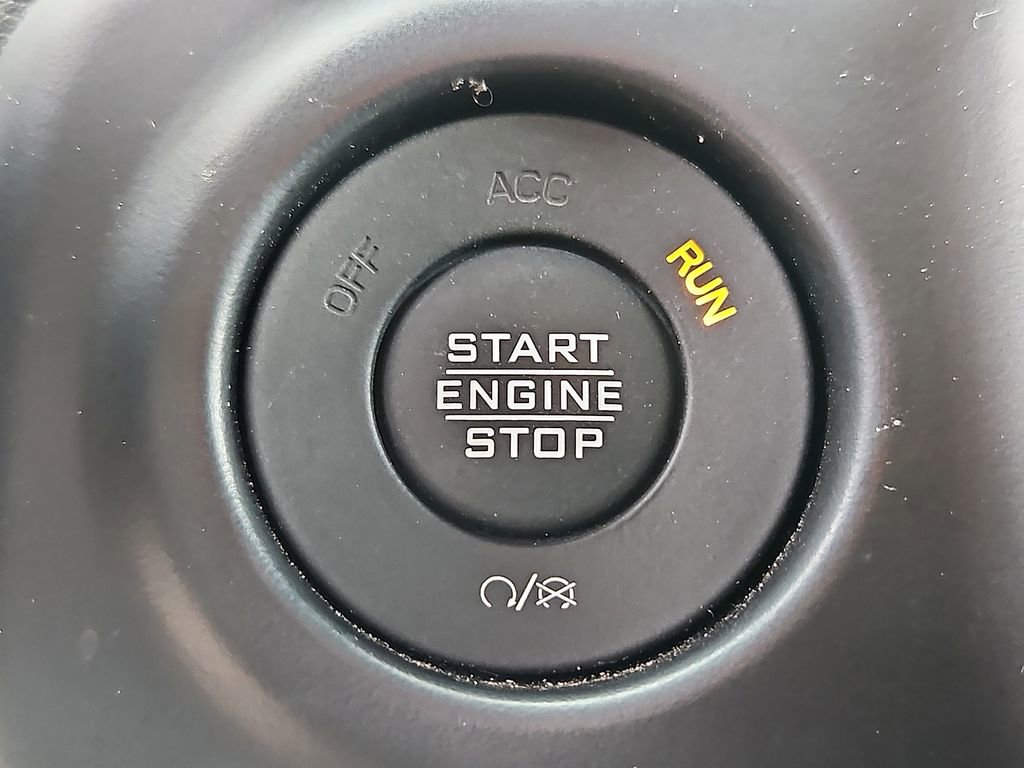 ACC
OFF
RUN
START
ENGINE
STOP